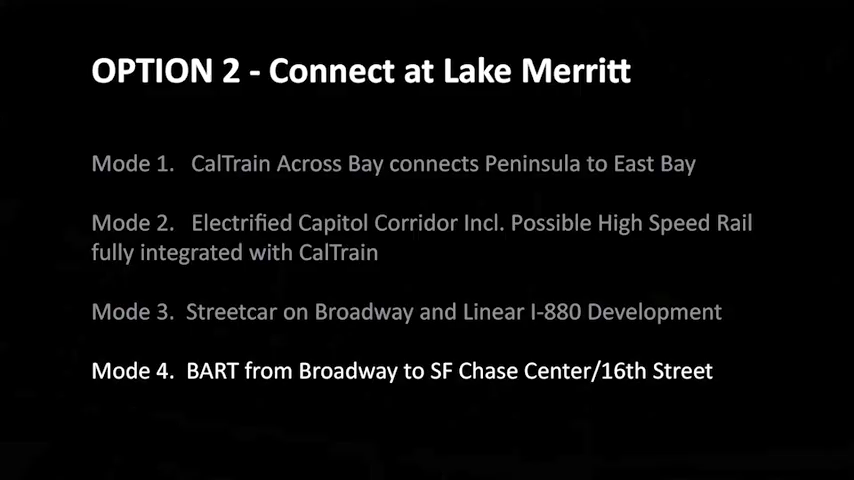 OPTION 2 - Connect at Lake Merritt
Mode 1. CalTrain Across Bay connects Peninsula to East Bay
Mode 2. Electrified Capitol Corridor Incl. Possible High Speed Rail
fully integrated with CalTrain
Mode 3. Streetcar on Broadway and Linear I-880 Development
Mode 4. BART from Broadway to SF Chase Center/16th Street